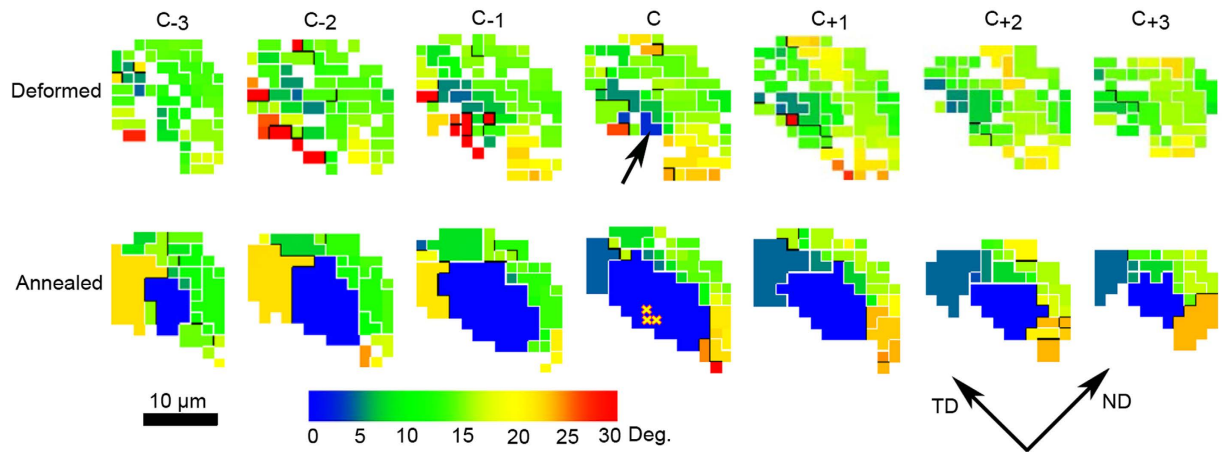 C-3 C-2 C-1 C C+1 C+2 C+3
Deformed
Annealed
10 µm
0 5 10 15 20 25 30 Deg.
TD ND